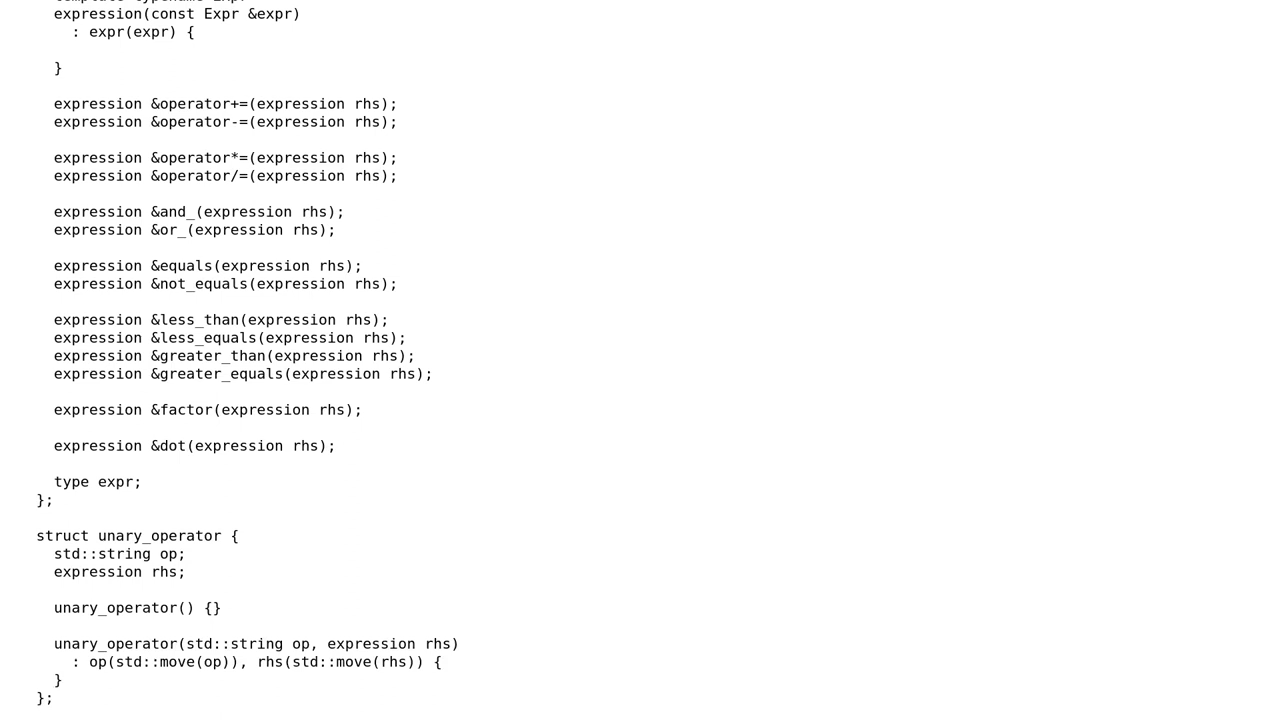 expression(const Expr &expr)
: expr(expr) {
}
expression &operator+=(expression rhs);
expression &operator-=(expression rhs);
expression &operator*=(expression rhs);
expression &operator/=(expression rhs);
expression &and_(expression rhs);
expression &or_(expression rhs);
expression &equals(expression rhs);
expression &not_equals(expression rhs);
expression &less_than(expression rhs);
expression &less_equals(expression rhs);
expression &greater_than(expression rhs);
expression &greater_equals(expression rhs);
expression &factor(expression rhs);
expression &dot(expression rhs);
type expr;
};
struct unary_operator {
std::string op;
expression rhs;
unary_operator() {}
unary_operator(std::string op, expression rhs)
: op(std::move(op)), rhs(std::move(rhs)) {
}
};